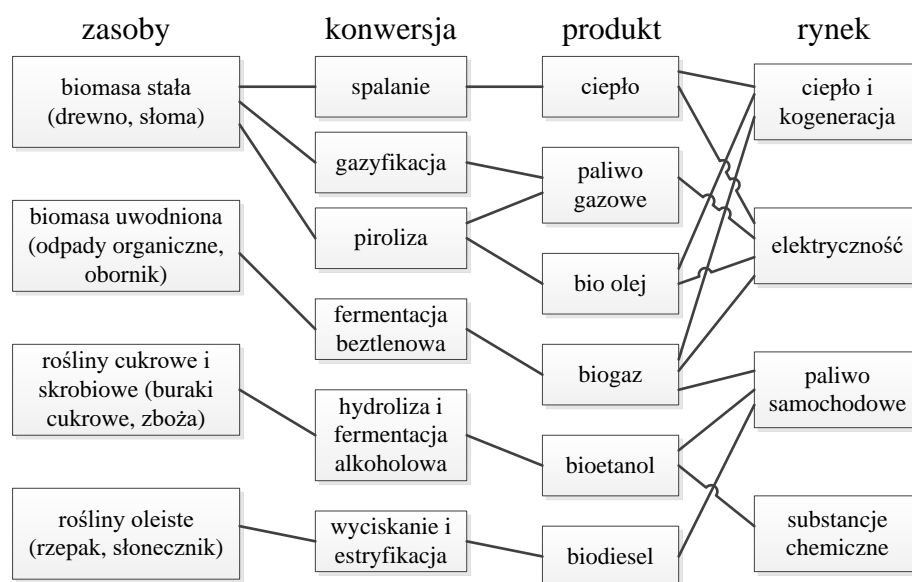 zasoby
konwersja
produkt
rynek
biomasa stała
(drewno, słoma)
biomasa uwodniona
(odpady organiczne,
obornik)
rośliny cukrowe i
skrobiowe (buraki
cukrowe, zboża)
rośliny oleiste
(rzepak, słonecznik)
spalanie
gazyfikacja
piroliza
fermentacja
beztlenowa
hydroliza i
fermentacja
alkoholowa
wyciskanie i
estryfikacja
ciepło
paliwo
gazowe
bio olej
biogaz
bioetanol
biodiesel
ciepło i
kogeneracja
elektryczność
paliwo
samochodowe
substancje
chemiczne